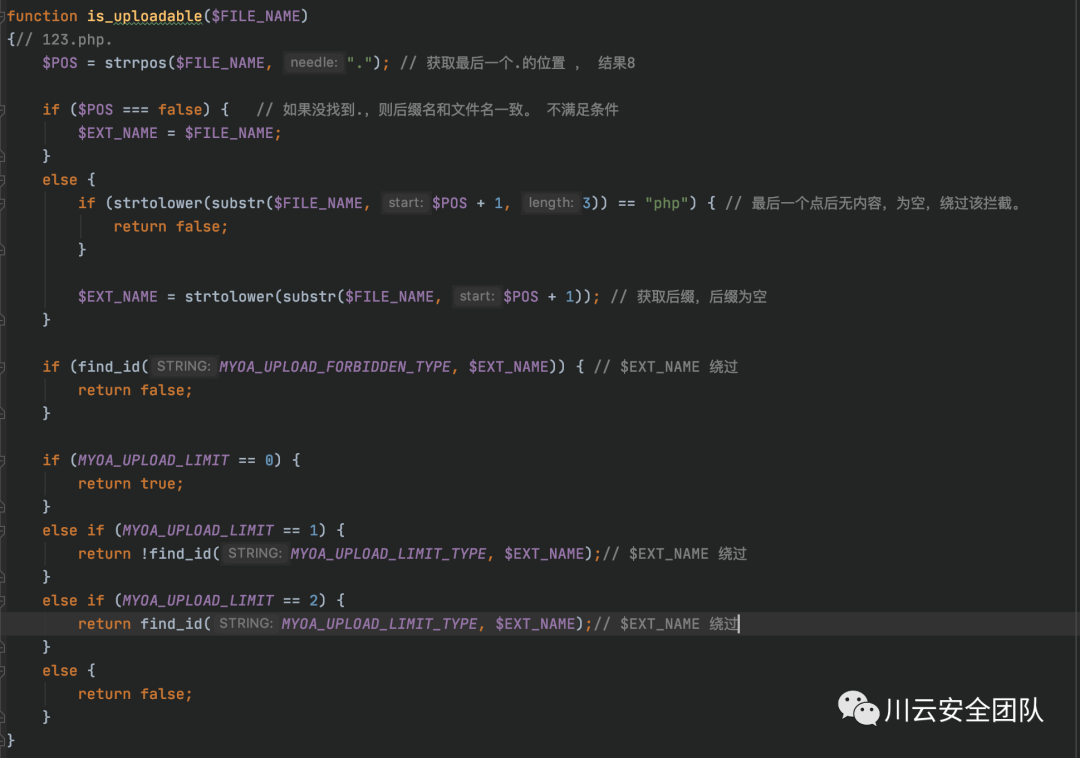 function is_uploadable($FILE_NAME)
{// 123.php.
    $POS = strrpos($FILE_NAME, needle: "."); // 获取最后一个.的位置 ， 结果8

    if ($POS === false) {   // 如果没找到.，则后缀名和文件名一致。 不满足条件
        $EXT_NAME = $FILE_NAME;
    }
    else {
        if (strtolower(substr($FILE_NAME, start: $POS + 1, length: 3)) == "php") { // 最后一个点后无内容，为空，绕过该拦截。
            return false;
        }

        $EXT_NAME = strtolower(substr($FILE_NAME, start: $POS + 1)); // 获取后缀，后缀为空
    }

    if (find_id( STRING: MYOA_UPLOAD_FORBIDDEN_TYPE, $EXT_NAME)) { // $EXT_NAME 绕过
        return false;
    }

    if (MYOA_UPLOAD_LIMIT == 0) {
        return true;
    }
    else if (MYOA_UPLOAD_LIMIT == 1) {
        return !find_id( STRING: MYOA_UPLOAD_LIMIT_TYPE, $EXT_NAME);// $EXT_NAME 绕过
    }
    else if (MYOA_UPLOAD_LIMIT == 2) {
        return find_id( STRING: MYOA_UPLOAD_LIMIT_TYPE, $EXT_NAME);// $EXT_NAME 绕过
    }
    else {
        return false;
    }
}
川云安全团队